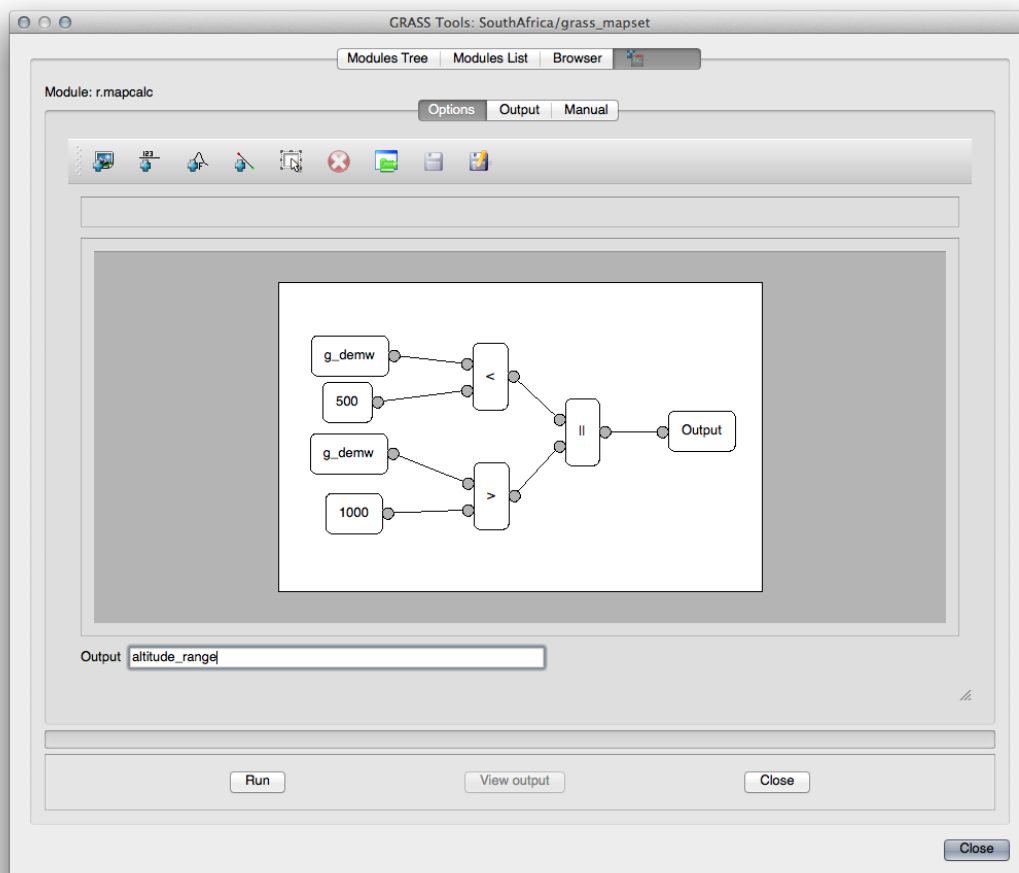 GRASS Tools: SouthAfrica/grass_mapset
Modules Tree Modules List Browser
Module: r.mapcalc
Options Output Manual
123
F
g_demw
<
500
||
Output
g_demw
>
1000
Output altitude_range
Run View output Close
Close